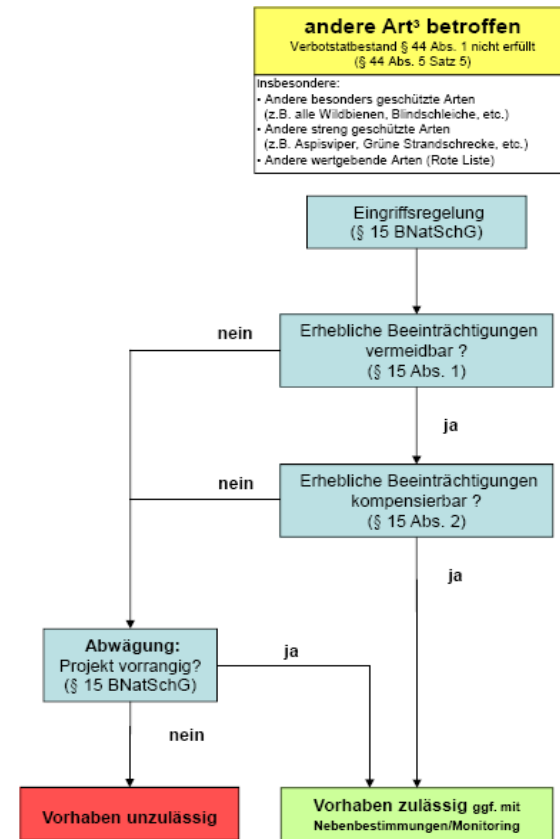 andere Art³ betroffen
Verbotstatbestand § 44 Abs. 1 nicht erfüllt
(§ 44 Abs. 5 Satz 5)
Insbesondere:
• Andere besonders geschützte Arten
(z.B. alle Wildbienen, Blindschleiche, etc.)
• Andere streng geschützte Arten
(z.B. Aspisviper, Grüne Strandschrecke, etc.)
• Andere wertgebende Arten (Rote Liste)
Eingriffsregelung
(§ 15 BNatSchG)
nein
Erhebliche Beeinträchtigungen
vermeidbar ?
(§ 15 Abs. 1)
ja
nein
Erhebliche Beeinträchtigungen
kompensierbar ?
(§ 15 Abs. 2)
ja
Abwägung:
Projekt vorrangig?
(§ 15 BNatSchG)
ja
nein
Vorhaben unzulässig
Vorhaben zulässig ggf. mit
Nebenbestimmungen/Monitoring